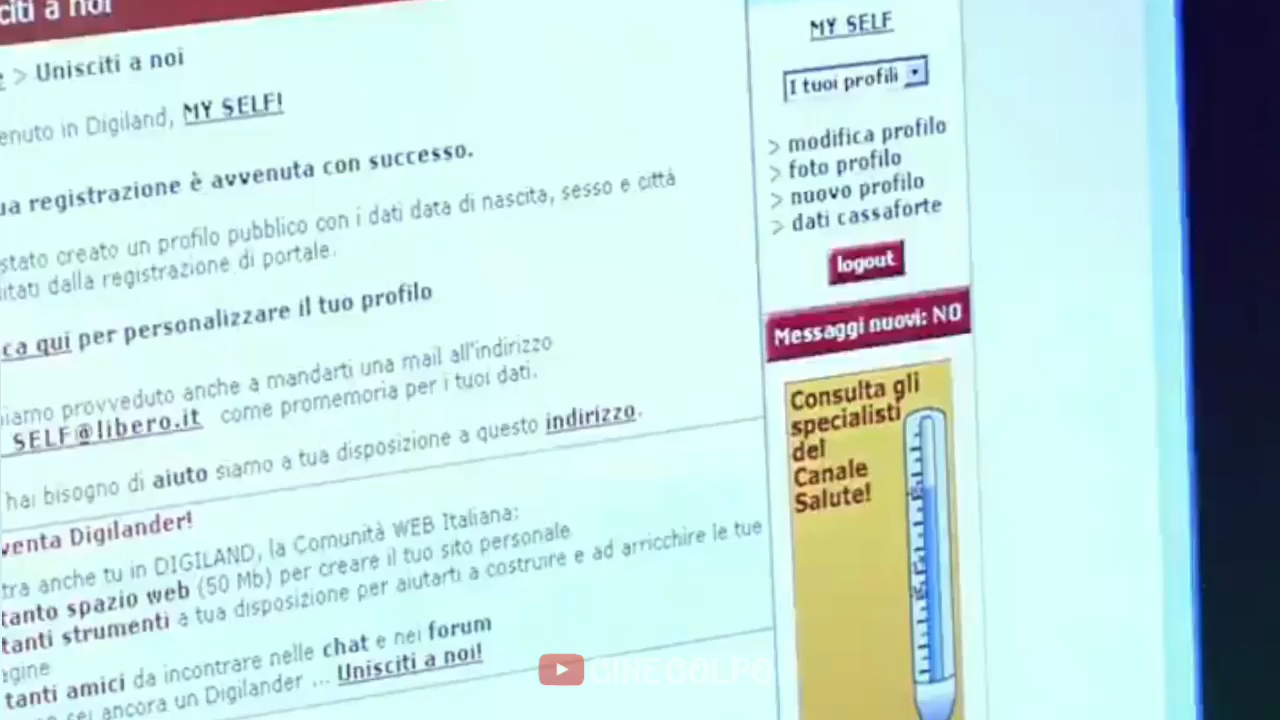 citi a noi
> Unisciti a noi
enuto in Digiland, MY SELF!
ua registrazione è avvenuta con successo.
stato creato un profilo pubblico con i dati data di nascita, sesso e città
itati dalla registrazione di portale.
ca qui per personalizzare il tuo profilo
iamo provveduto anche a mandarti una mail all'indirizzo
SELF@libero.it come promemoria per i tuoi dati.
hai bisogno di aiuto siamo a tua disposizione a questo indirizzo.
venta Digilander!
tra anche tu in DIGILAND, la Comunità WEB Italiana:
tanto spazio web (50 Mb) per creare il tuo sito personale
tanti strumenti a tua disposizione per aiutarti a costruire e ad arricchire le tue
agine
tanti amici da incontrare nelle chat e nei forum
sei ancora un Digilander ... Unisciti a noi!
MY SELF
I tuoi profili
> modifica profilo
> foto profilo
> nuovo profilo
> dati cassaforte
logout
Messaggi nuovi: NO
Consulta gli
specialisti
del
Canale
Salute!
CINE GOLPO